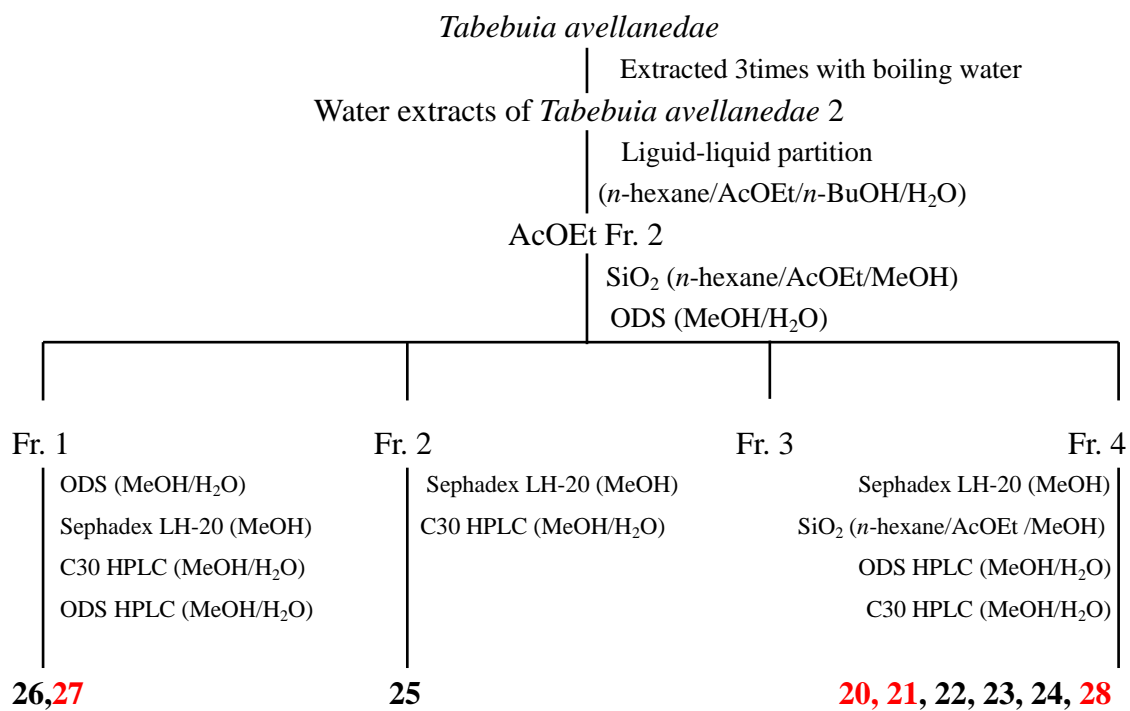 Tabebuia avellanedae
Extracted 3times with boiling water
Water extracts of Tabebuia avellanedae 2
Liguid-liquid partition
(n-hexane/AcOEt/n-BuOH/H₂O)
AcOEt Fr. 2
SiO₂ (n-hexane/AcOEt/MeOH)
ODS (MeOH/H₂O)
Fr. 1
ODS (MeOH/H₂O)
Sephadex LH-20 (MeOH)
C30 HPLC (MeOH/H₂O)
ODS HPLC (MeOH/H₂O)
26,27
Fr. 2
Sephadex LH-20 (MeOH)
C30 HPLC (MeOH/H₂O)
25
Fr. 3
Fr. 4
Sephadex LH-20 (MeOH)
SiO₂ (n-hexane/AcOEt /MeOH)
ODS HPLC (MeOH/H₂O)
C30 HPLC (MeOH/H₂O)
20, 21, 22, 23, 24, 28